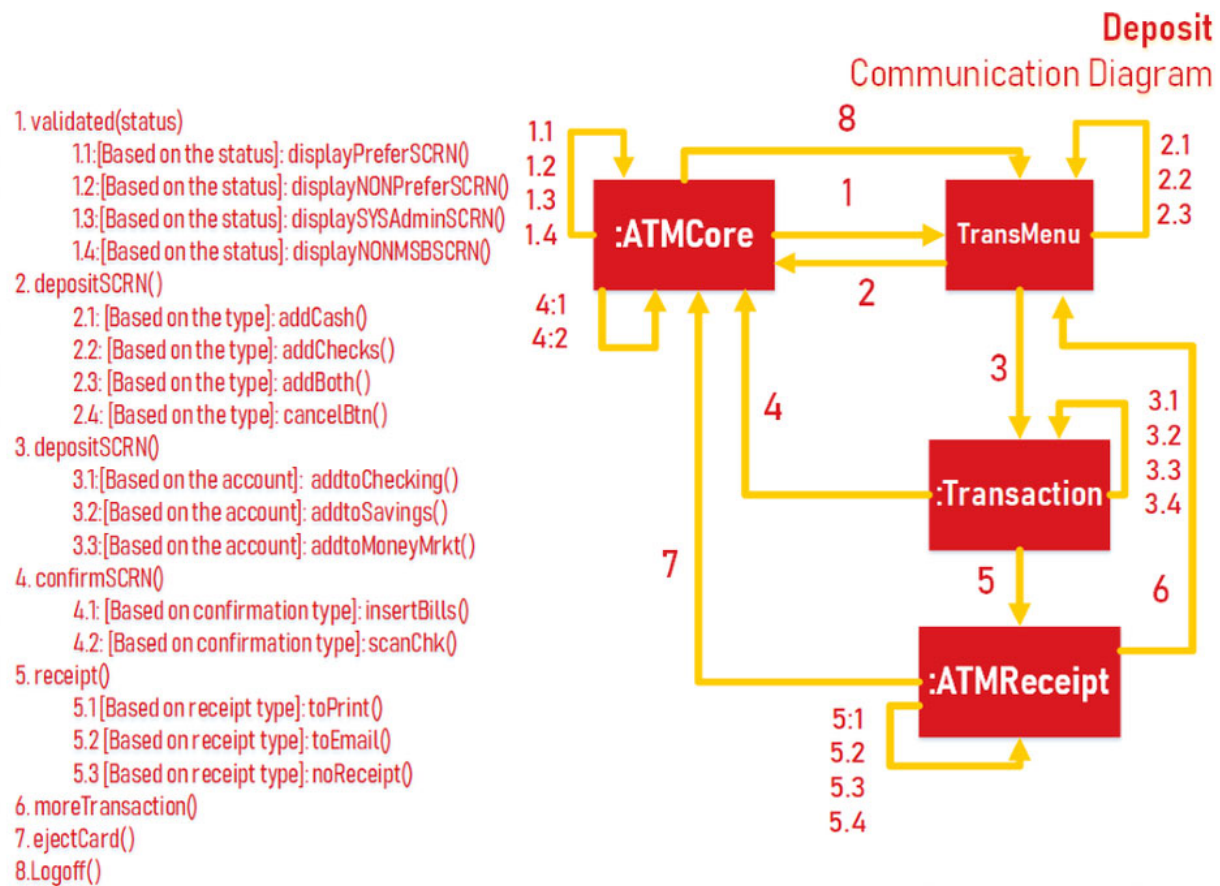 Deposit
Communication Diagram
1. validated(status)
1.1:[Based on the status]: displayPreferSCRN()
1.2:[Based on the status]: displayNONPreferSCRN()
1.3:[Based on the status]: displaySYSAdminSCRN()
1.4:[Based on the status]: displayNONMSBSCRN()
2. depositSCRN()
2.1: [Based on the type]: addCash()
2.2: [Based on the type]: addChecks()
2.3: [Based on the type]: addBoth()
2.4: [Based on the type]: cancelBtn()
3. depositSCRN()
3.1:[Based on the account]: addtoChecking()
3.2:[Based on the account]: addtoSavings()
3.3:[Based on the account]: addtoMoneyMrkt()
4. confirmSCRN()
4.1: [Based on confirmation type]: insertBills()
4.2: [Based on confirmation type]: scanChk()
5. receipt()
5.1 [Based on receipt type]: toPrint()
5.2 [Based on receipt type]: toEmail()
5.3 [Based on receipt type]: noReceipt()
6. moreTransaction()
7. ejectCard()
8.Logoff()
1.1
1.2
1.3
1.4
8
:ATMCore
1
2
TransMenu
2.1
2.2
2.3
4:1
4:2
4
3
:Transaction
3.1
3.2
3.3
3.4
7
5
6
:ATMReceipt
5:1
5.2
5.3
5.4